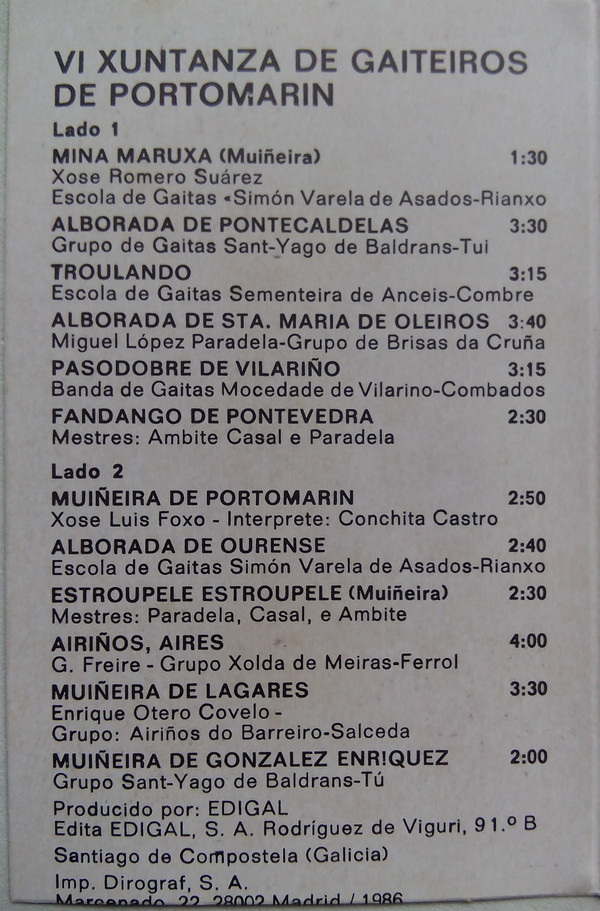 VI XUNTANZA DE GAITEIROS
DE PORTOMARIN
Lado 1
MINA MARUXA (Muiñeira) 1:30
Xose Romero Suárez
Escola de Gaitas «Simón Varela de Asados-Rianxo
ALBORADA DE PONTECALDELAS 3:30
Grupo de Gaitas Sant-Yago de Baldrans-Tui
TROULANDO 3:15
Escola de Gaitas Sementeira de Anceis-Combre
ALBORADA DE STA. MARIA DE OLEIROS 3:40
Miguel López Paradela-Grupo de Brisas da Cruña
PASODOBRE DE VILARIÑO 3:15
Banda de Gaitas Mocedade de Vilarino-Combados
FANDANGO DE PONTEVEDRA 2:30
Mestres: Ambite Casal e Paradela
Lado 2
MUIÑEIRA DE PORTOMARIN 2:50
Xose Luis Foxo - Interprete: Conchita Castro
ALBORADA DE OURENSE 2:40
Escola de Gaitas Simón Varela de Asados-Rianxo
ESTROUPELE ESTROUPELE (Muiñeira) 2:30
Mestres: Paradela, Casal, e Ambite
AIRIÑOS, AIRES 4:00
G. Freire - Grupo Xolda de Meiras-Ferrol
MUIÑEIRA DE LAGARES 3:30
Enrique Otero Covelo -
Grupo: Airiños do Barreiro-Salceda
MUIÑEIRA DE GONZALEZ ENR!QUEZ 2:00
Grupo Sant-Yago de Baldrans-Tú
Producido por: EDIGAL
Edita EDIGAL, S. A. Rodríguez de Viguri, 91.º B
Santiago de Compostela (Galicia)
Imp. Dirograf, S. A.
Marcenado, 22. 28002 Madrid / 1986